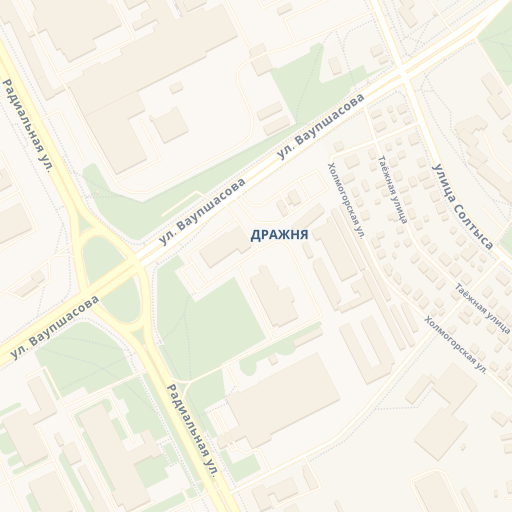 Радиальная ул.
ул. Ваупшасова
ул. Ваупшасова
улица Солтыса
Таёжная улица
Холмогорская ул.
ДРАЖНЯ
ул. Ваупшасова
Таёжная улица
Холмогорская ул.
Радиальная ул.